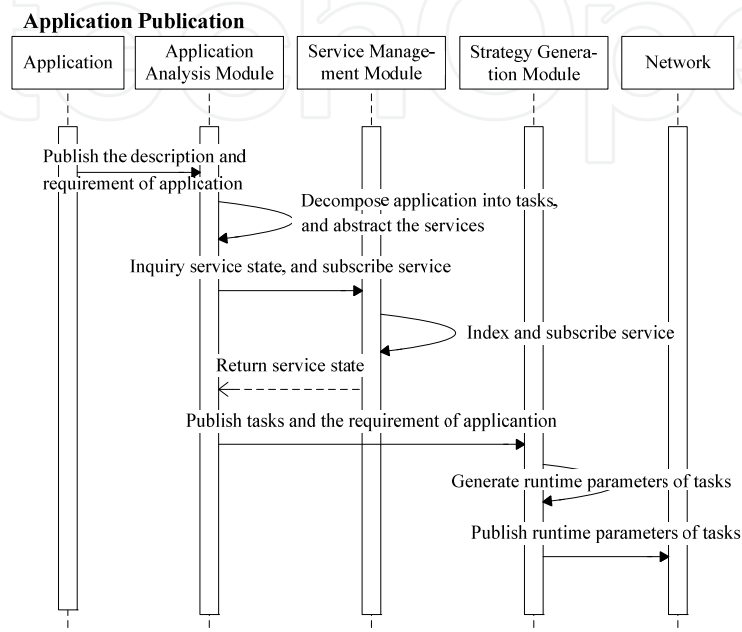 Application Publication
Application
Application
Analysis Module
Service Manage-
ment Module
Strategy Genera-
tion Module
Network
Publish the description and
requirement of application
Decompose application into tasks,
and abstract the services
Inquiry service state, and subscribe service
Index and subscribe service
Return service state
Publish tasks and the requirement of applicantion
Generate runtime parameters of tasks
Publish runtime parameters of tasks